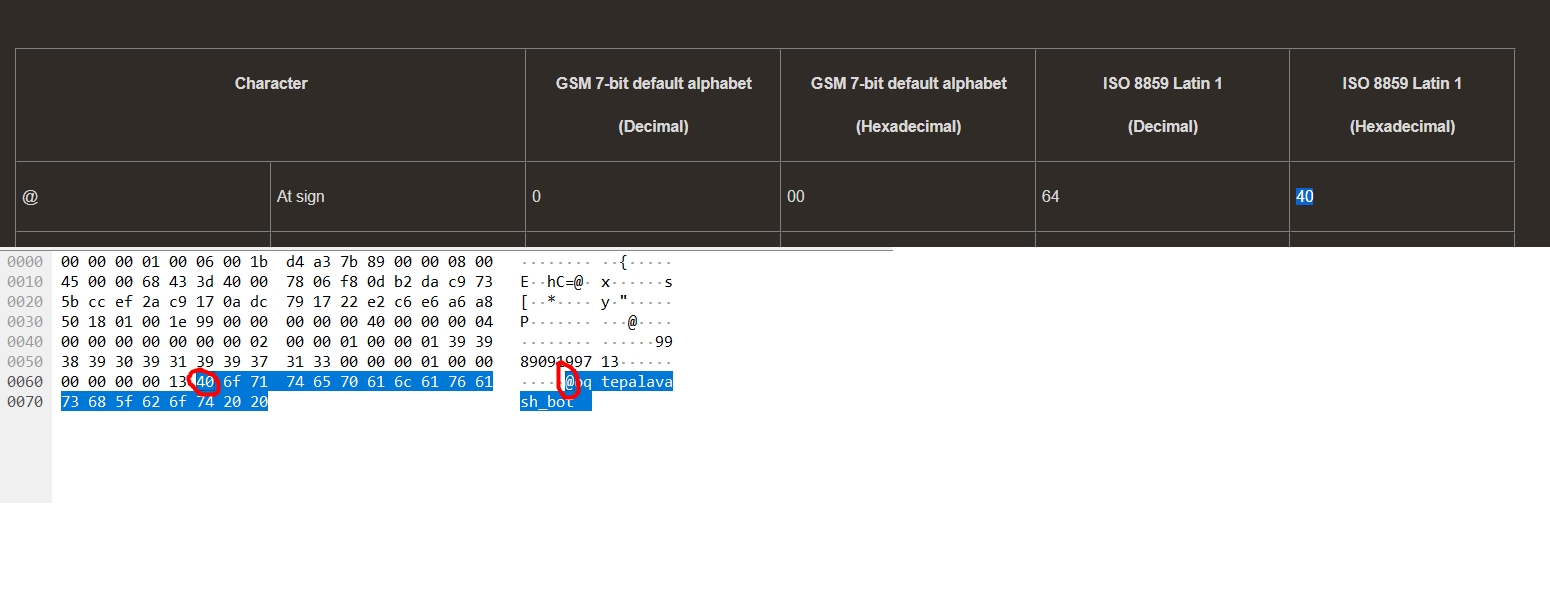 Character GSM 7-bit default alphabet (Decimal) GSM 7-bit default alphabet (Hexadecimal) ISO 8859 Latin 1 (Decimal) ISO 8859 Latin 1 (Hexadecimal)
@ At sign 0 00 64 40
0000 00 00 00 01 00 06 00 1b d4 a3 7b 89 00 00 08 00 ········ ··{·····
0010 45 00 00 68 43 3d 40 00 78 06 f8 0d b2 da c9 73 E··hC=@· x······s
0020 5b cc ef 2a c9 17 0a dc 79 17 22 e2 c6 e6 a6 a8 [··*···· y·"·····
0030 50 18 01 00 1e 99 00 00 00 00 00 40 00 00 00 04 P······· ···@····
0040 00 00 00 00 00 00 00 02 00 00 01 00 00 01 39 39 ········ ······99
0050 38 39 30 39 31 39 39 37 31 33 00 00 00 01 00 00 89091997 13······
0060 00 00 00 00 13 40 6f 71 74 65 70 61 6c 61 76 61 ·····@oq tepalava
0070 73 68 5f 62 6f 74 20 20 sh_bot